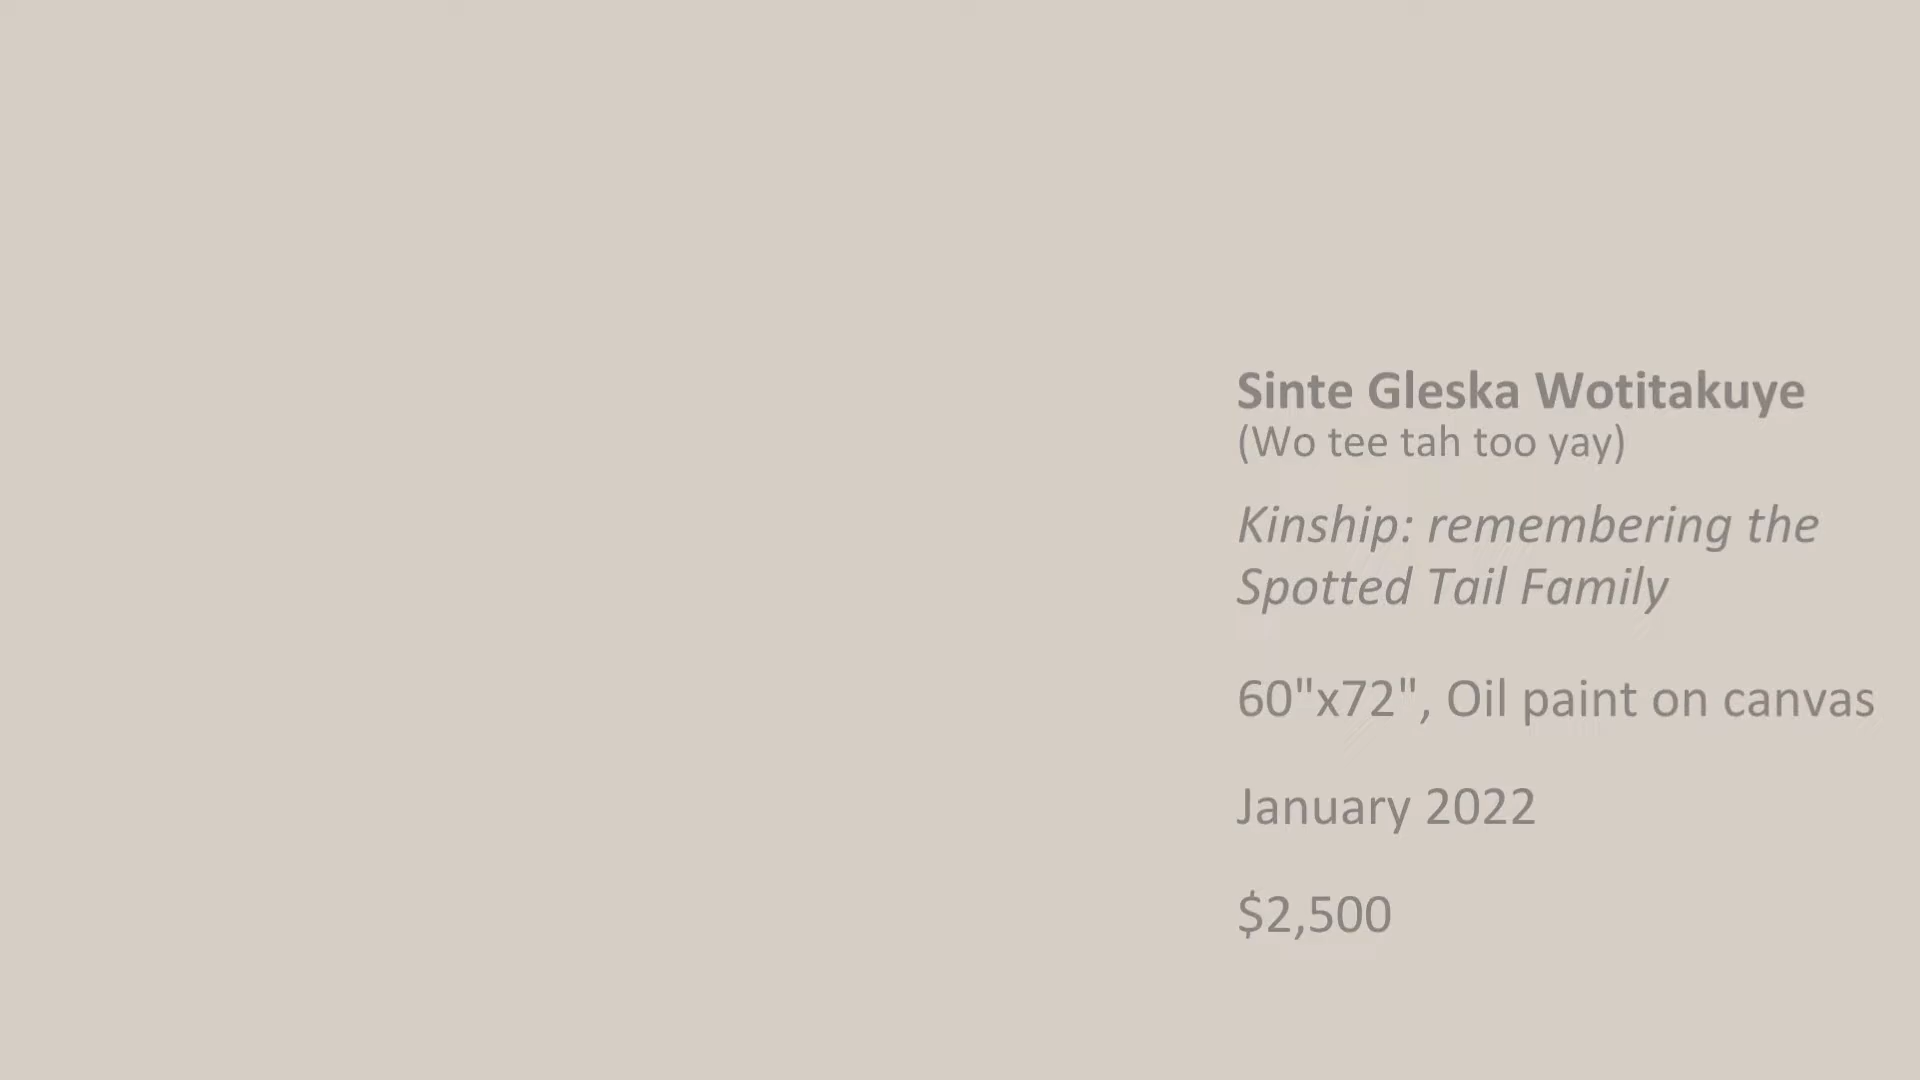 Sinte Gleska Wotitakuye
(Wo tee tah too yay)
Kinship: remembering the
Spotted Tail Family
60"x72", Oil paint on canvas
January 2022
$2,500